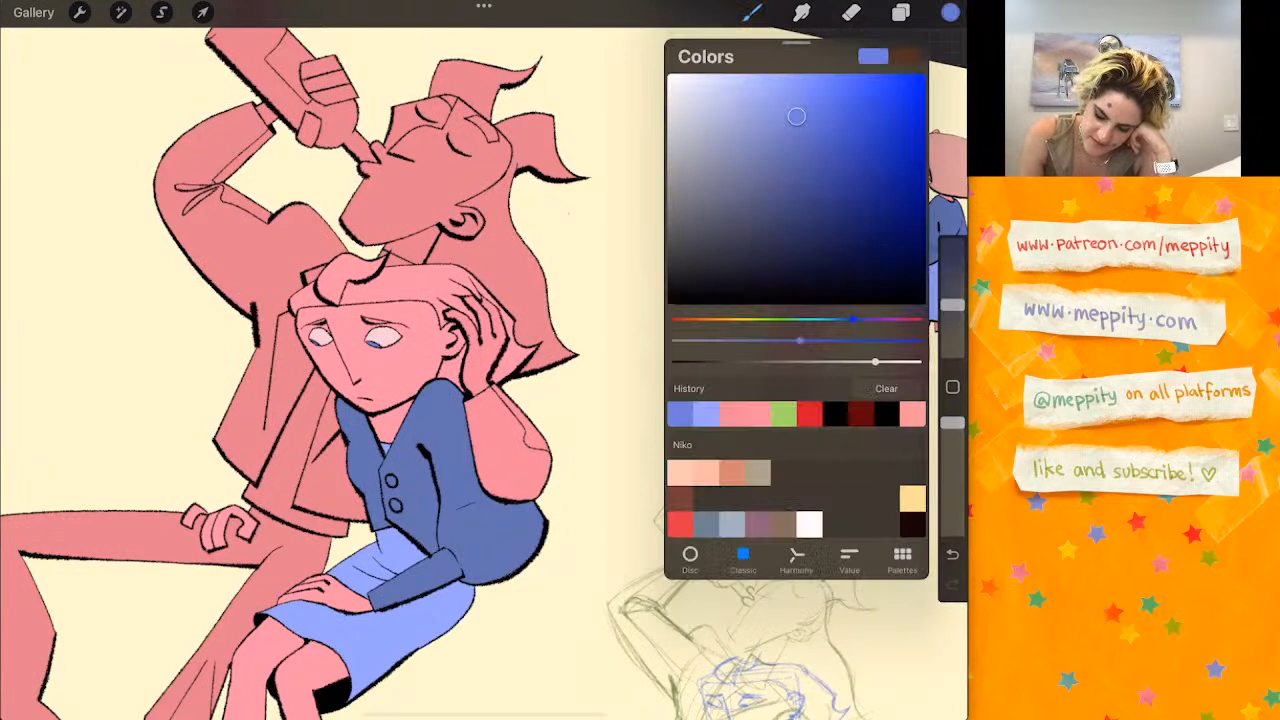 Gallery
Colors
History
Clear
Niko
Disc
Classic
Harmony
Value
Palettes
www.patreon.com/meppity
www.meppity.com
@meppity on all platforms
like and subscribe! ♡